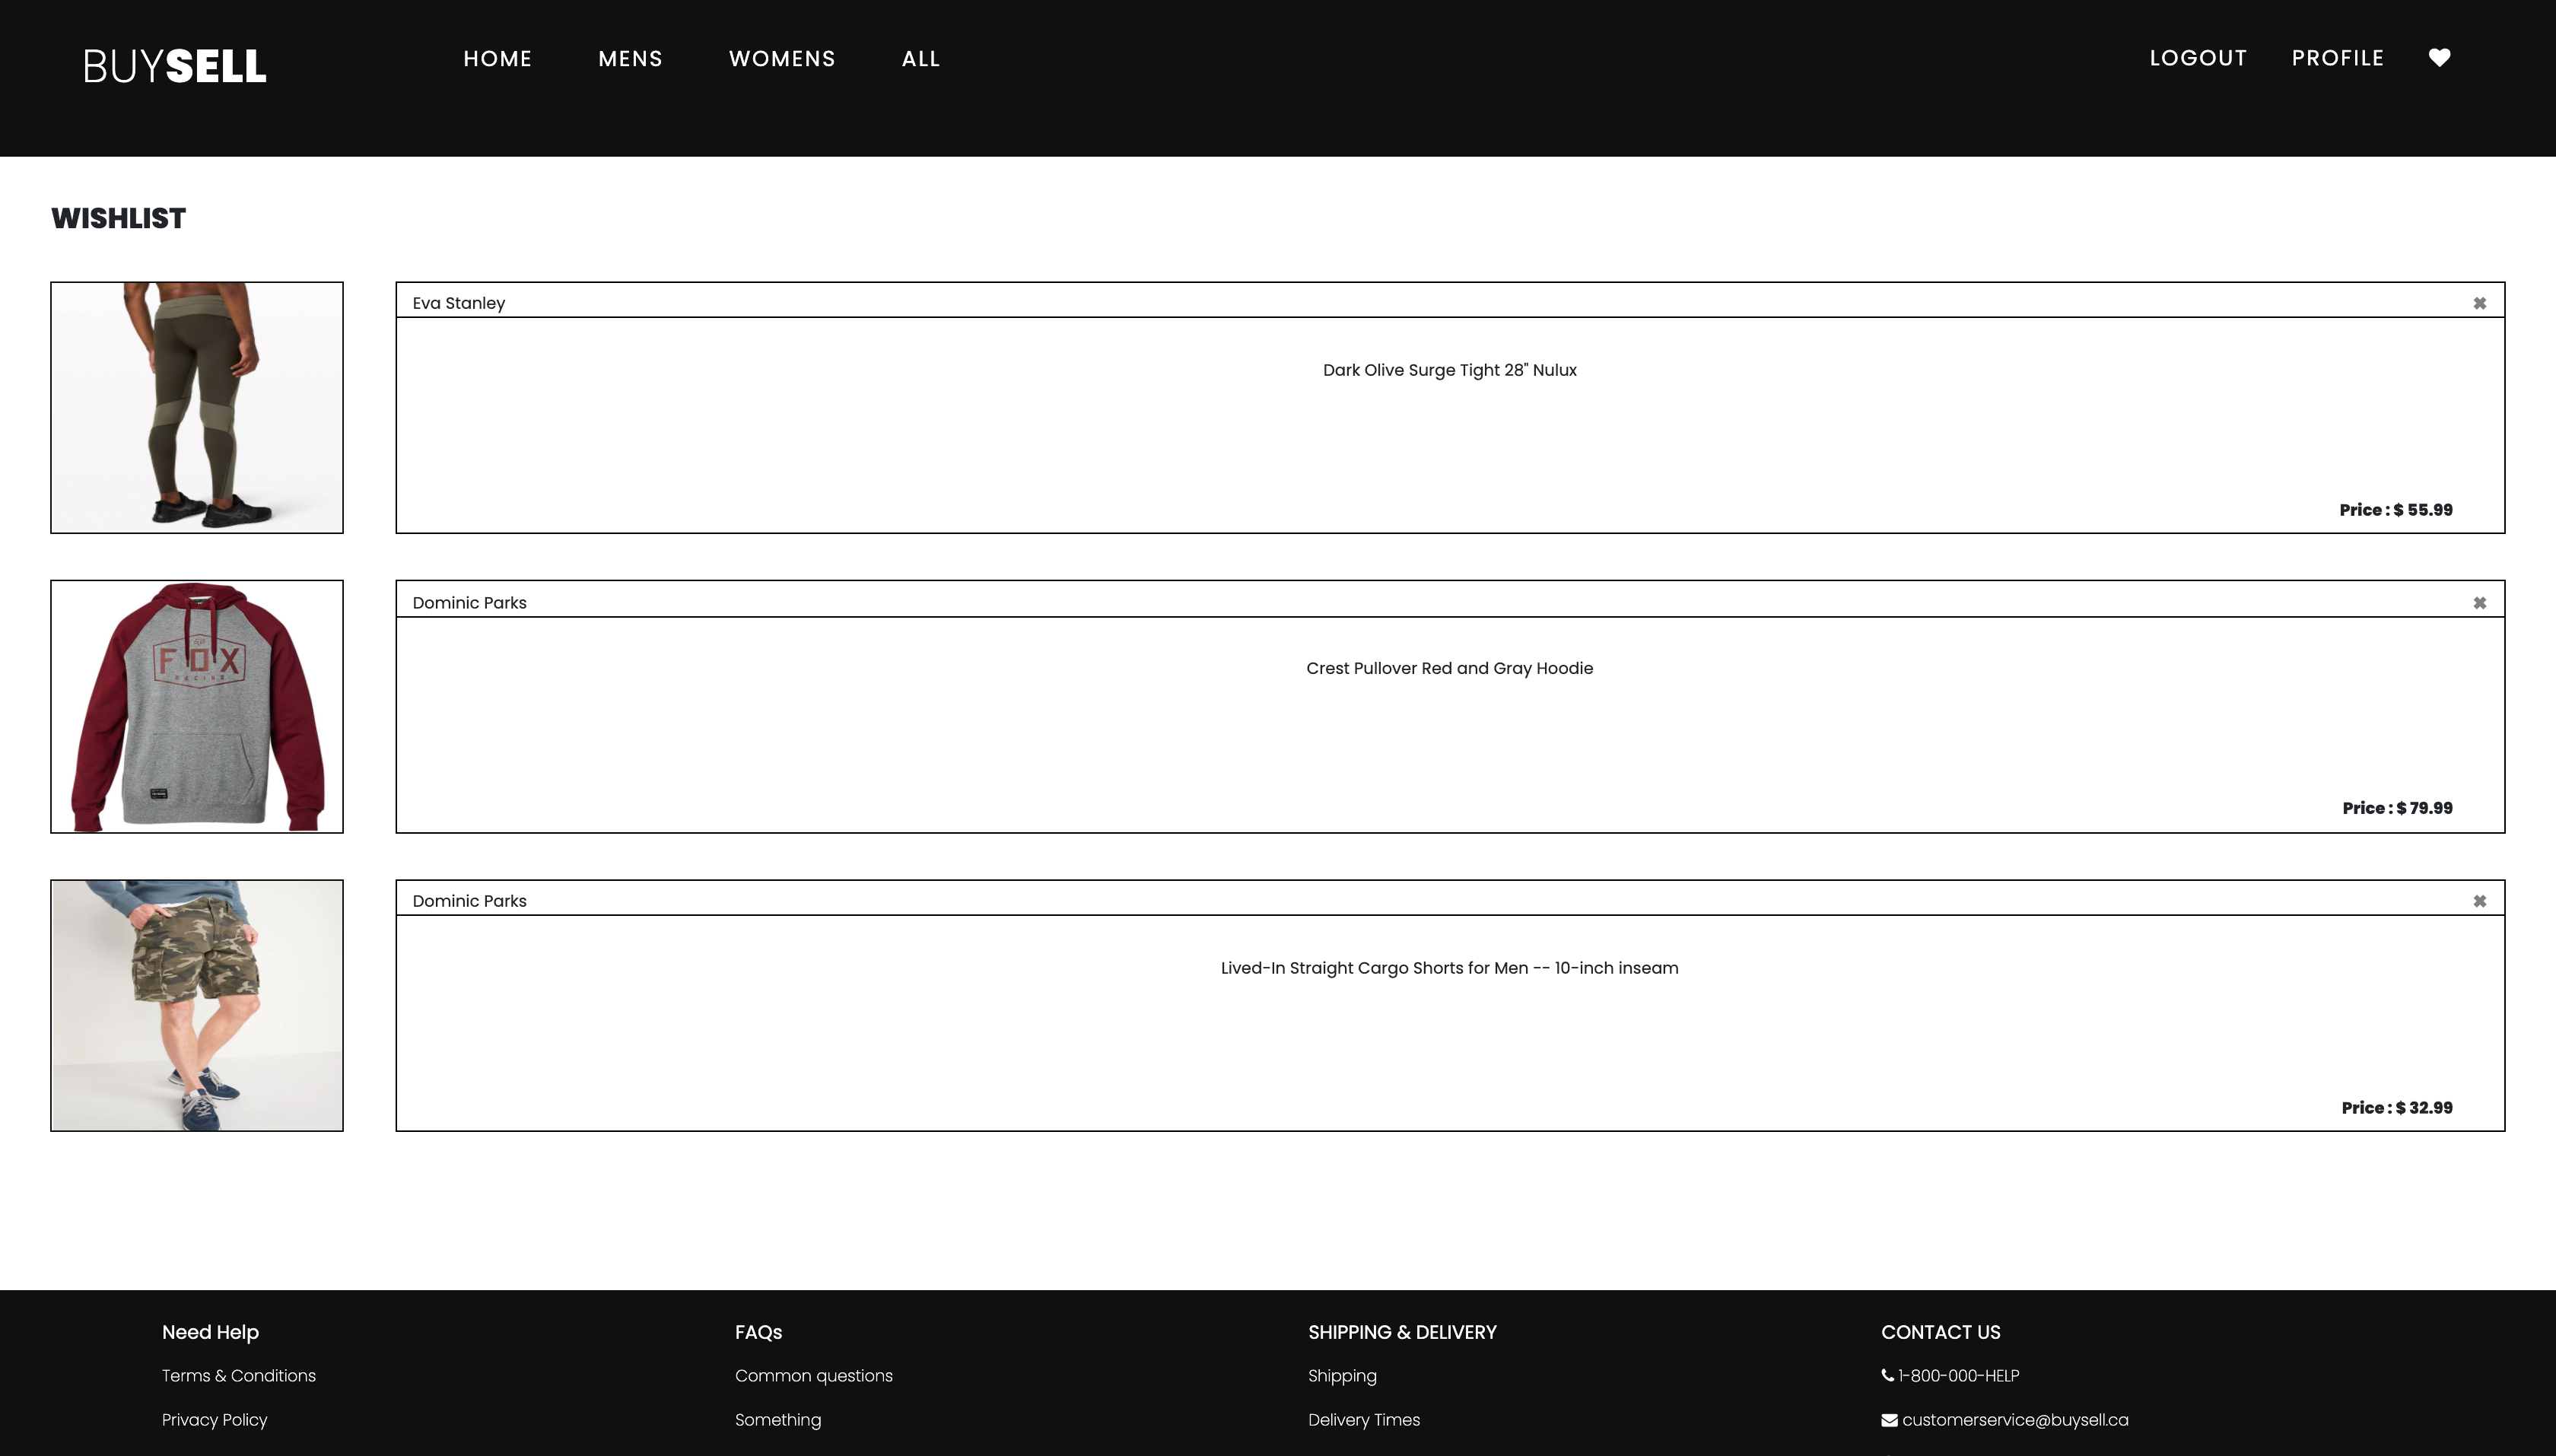 BUYSELL HOME MENS WOMENS ALL LOGOUT PROFILE
WISHLIST
Eva Stanley
Dark Olive Surge Tight 28" Nulux
Price : $ 55.99
FOX
RACING
Dominic Parks
Crest Pullover Red and Gray Hoodie
Price : $ 79.99
Dominic Parks
Lived-In Straight Cargo Shorts for Men -- 10-inch inseam
Price : $ 32.99
Need Help
Terms & Conditions
Privacy Policy
FAQs
Common questions
Something
SHIPPING & DELIVERY
Shipping
Delivery Times
CONTACT US
1-800-000-HELP
customerservice@buysell.ca